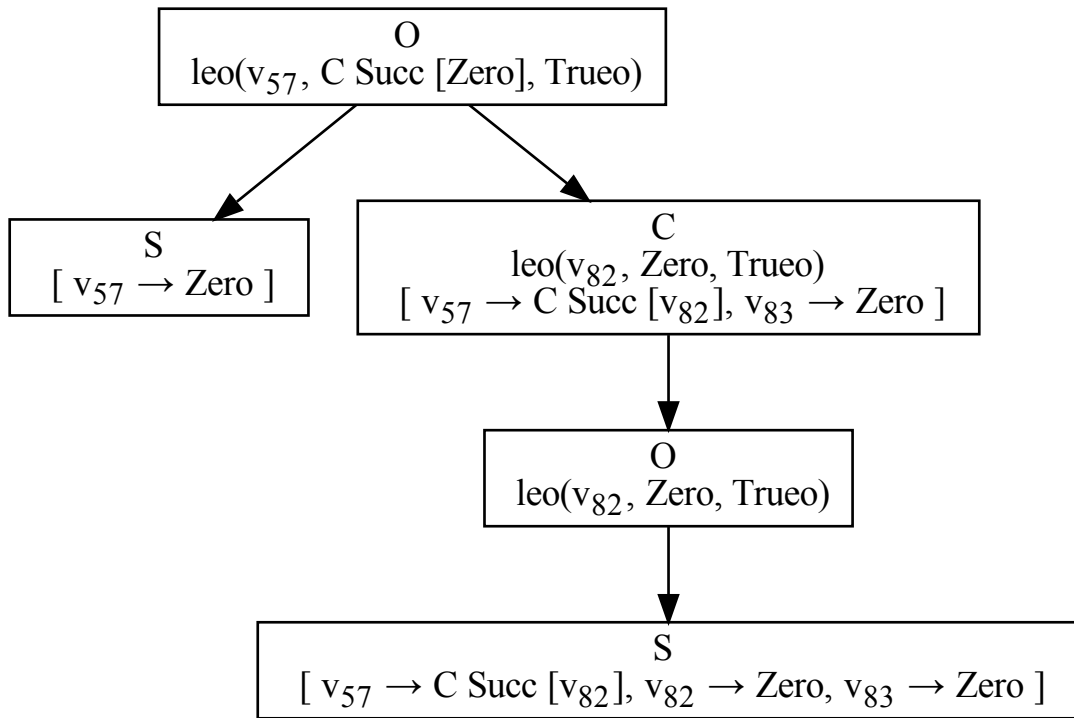 O
leo(v₅₇, C Succ [Zero], Trueo)
S
[ v₅₇ → Zero ]
C
leo(v₈₂, Zero, Trueo)
[ v₅₇ → C Succ [v₈₂], v₈₃ → Zero ]
O
leo(v₈₂, Zero, Trueo)
S
[ v₅₇ → C Succ [v₈₂], v₈₂ → Zero, v₈₃ → Zero ]